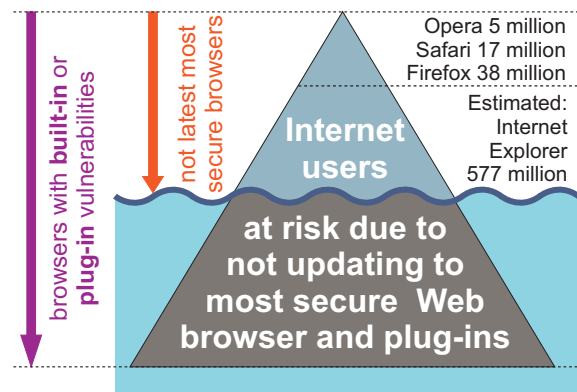 browsers with built-in or
plug-in vulnerabilities
not latest most
secure browsers
Opera 5 million
Safari 17 million
Firefox 38 million
Estimated:
Internet
Explorer
577 million
Internet
users
at risk due to
not updating to
most secure Web
browser and plug-ins